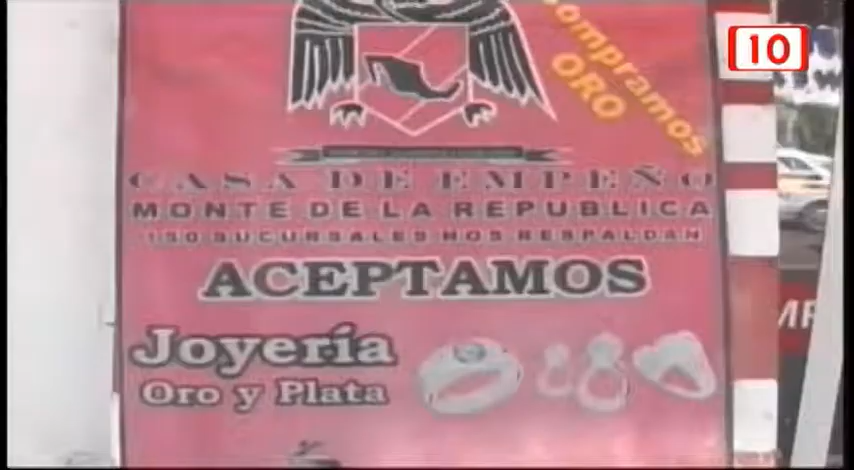 10
Compramos
ORO
CASA DE EMPEÑO
MONTE DE LA REPUBLICA
150 SUCURSALES NOS RESPALDAN
ACEPTAMOS
Joyería
Oro y Plata